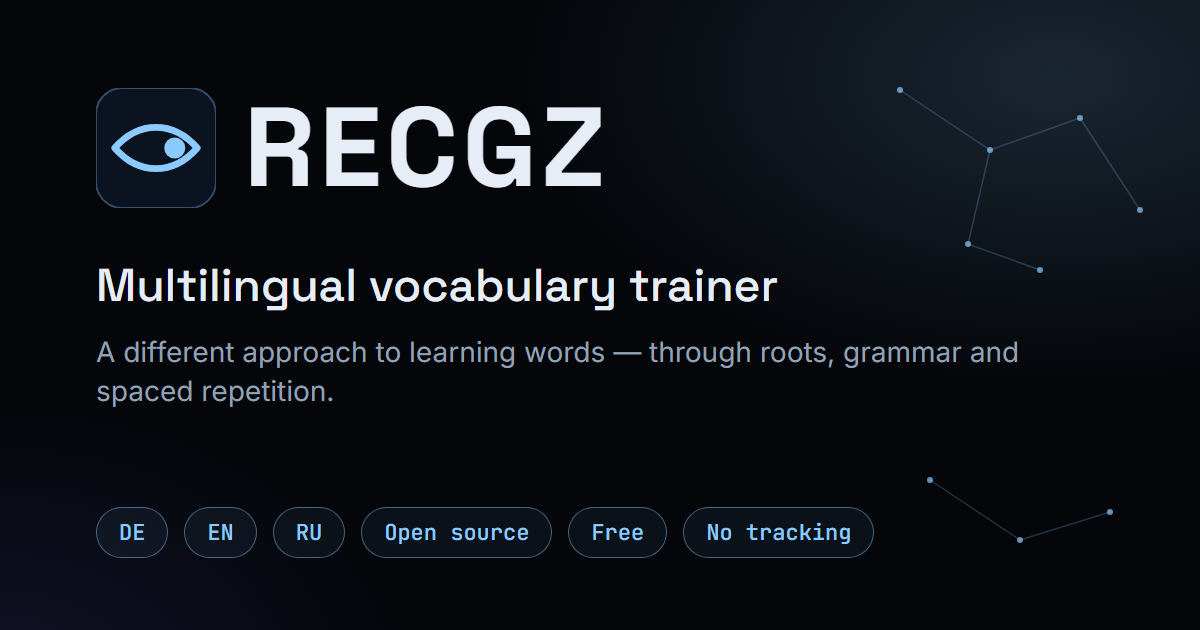 RECGZ
Multilingual vocabulary trainer
A different approach to learning words — through roots, grammar and
spaced repetition.
DE EN RU Open source Free No tracking